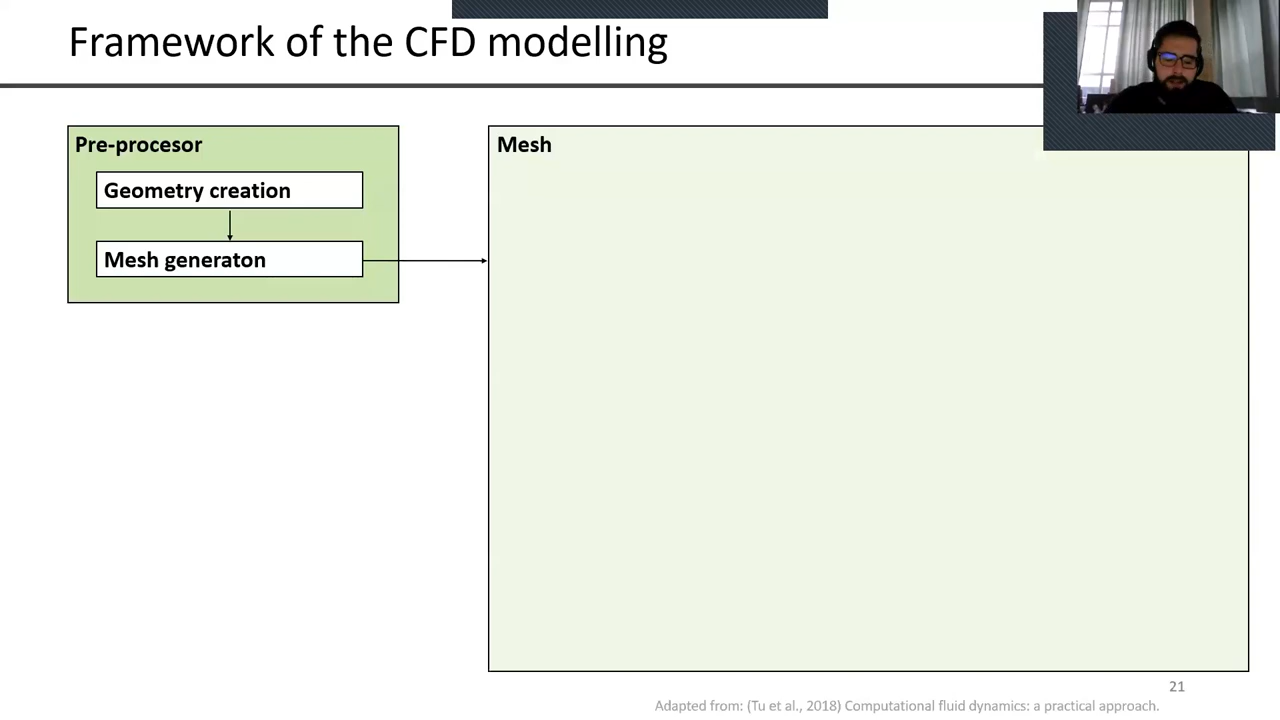 Framework of the CFD modelling
Pre-procesor
Geometry creation
Mesh generaton
Mesh
21
Adapted from: (Tu et al., 2018) Computational fluid dynamics: a practical approach.